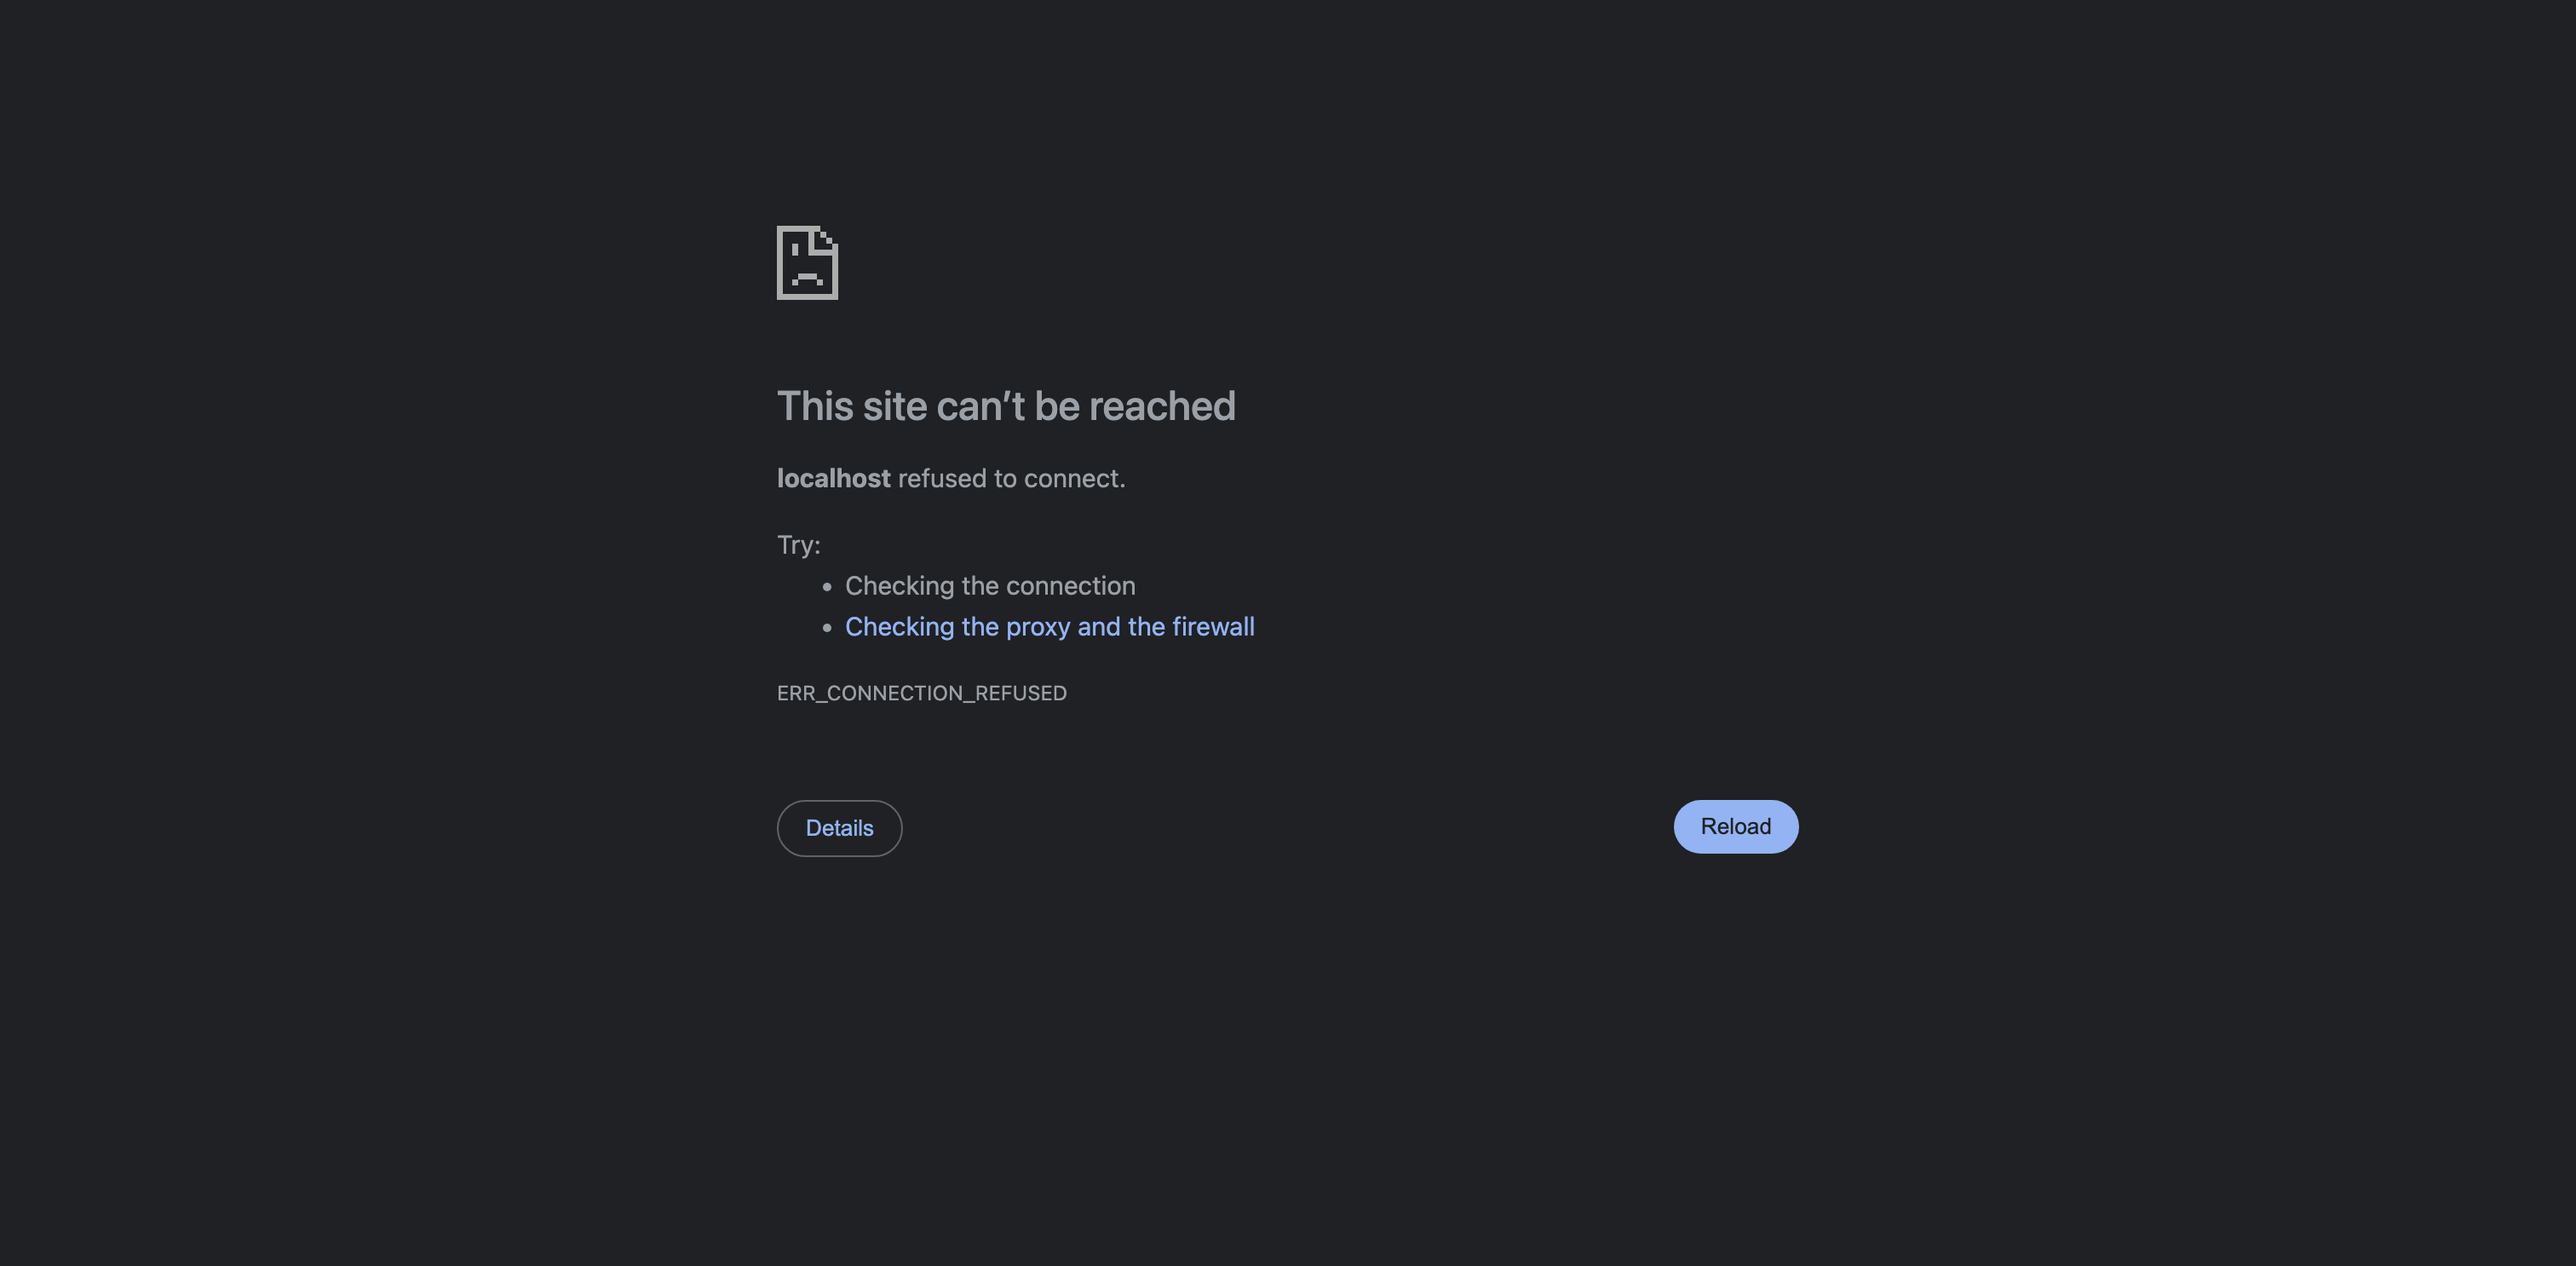 This site can’t be reached
localhost refused to connect.
Try:
• Checking the connection
• Checking the proxy and the firewall
ERR_CONNECTION_REFUSED
Details
Reload